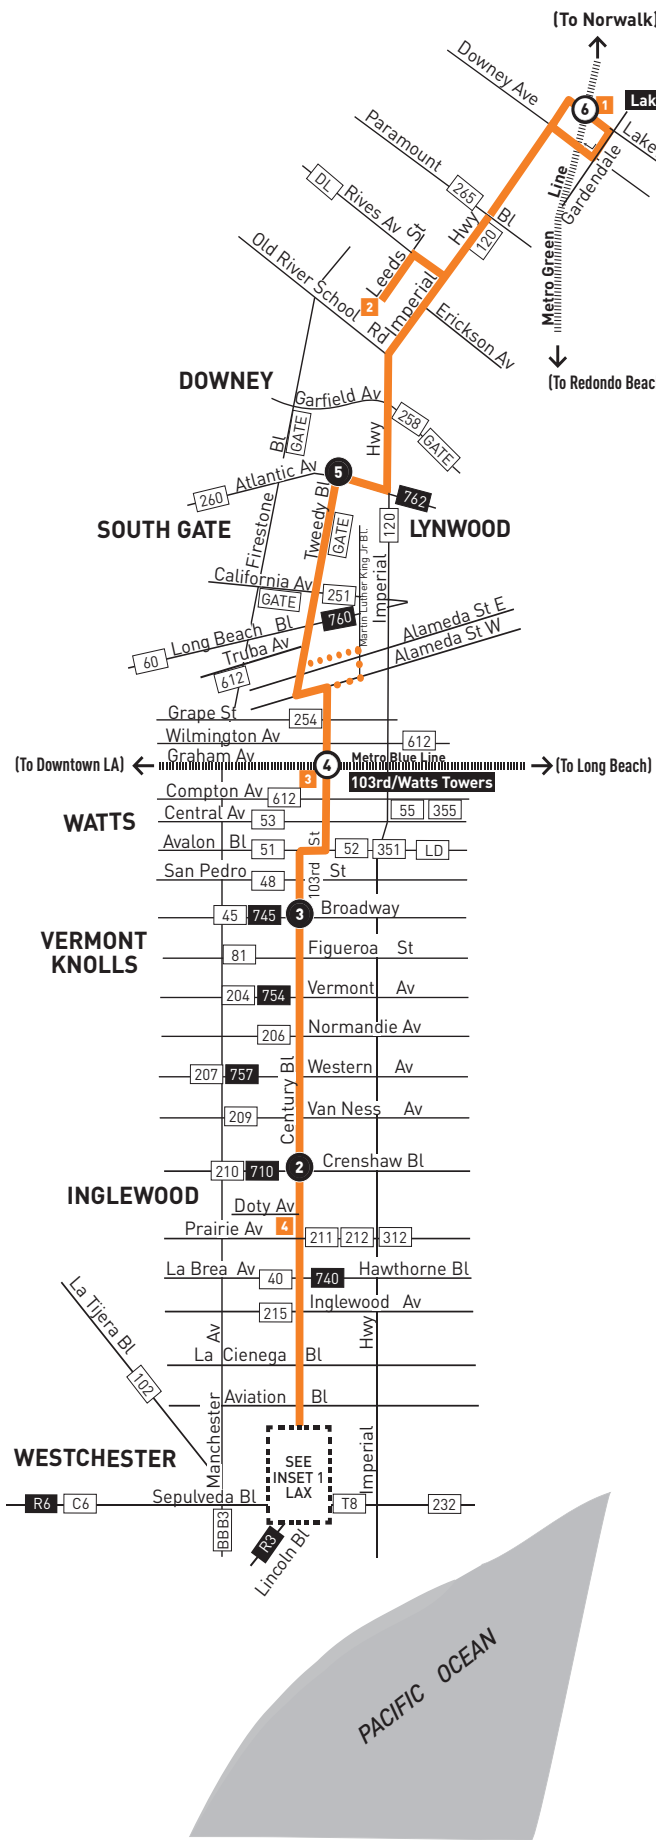 (To Norwalk)
Downey Ave
6
1
Lak
Lake
Paramount
Bl
265
Line
Gardendale
DL
Rives Av
Hwy
120
Leeds St
Old River School
Rd
2
Imperial
Metro Green
Erickson Av
DOWNEY
(To Redondo Beac
Garfield Av
258
GATE
Bl
GATE
Hwy
5
Atlantic Av
260
762
SOUTH GATE
Tweedy Bl
GATE
120
LYNWOOD
Firestone
Martin Luther King Jr Bl.
Imperial
California Av
251
GATE
760
Alameda St E
Long Beach Bl
60
Truba Av
Alameda St W
612
Grape St
254
Wilmington Av
612
(To Downtown LA)
Graham Av
4
Metro Blue Line
(To Long Beach)
3
103rd/Watts Towers
Compton Av
612
55
355
WATTS
Central Av
53
Avalon Bl
51
103rd St
52
351
LD
San Pedro St
48
45
745
3
Broadway
VERMONT
KNOLLS
81
Figueroa St
204
754
Vermont Av
206
Normandie Av
207
757
Century Bl
Western Av
209
Van Ness Av
210
710
2
Crenshaw Bl
INGLEWOOD
Doty Av
4
Prairie Av
211
212
312
La Brea Av
40
740
Hawthorne Bl
215
Inglewood Av
La Tijera Bl
102
Av
Hwy
La Cienega Bl
Aviation Bl
Manchester
Imperial
WESTCHESTER
SEE
INSET 1
LAX
R6
C6
Sepulveda Bl
T8
232
BBB3
R3
Lincoln Bl
PACIFIC OCEAN